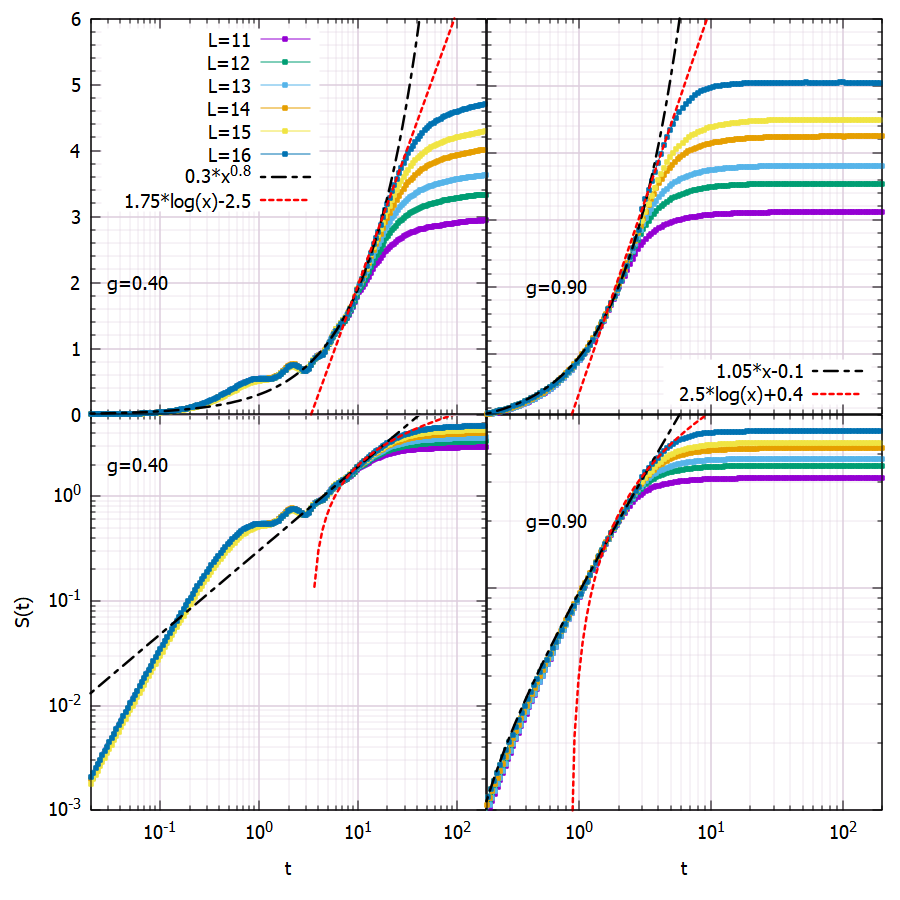 6
5
4
3
2
1
0
L=11
L=12
L=13
L=14
L=15
L=16
0.3*x^0.8
1.75*log(x)-2.5
g=0.40
g=0.90
1.05*x-0.1
2.5*log(x)+0.4
g=0.40
g=0.90
10^0
10^-1
10^-2
10^-3
S(t)
10^-1 10^0 10^1 10^2
10^0 10^1 10^2
t
t